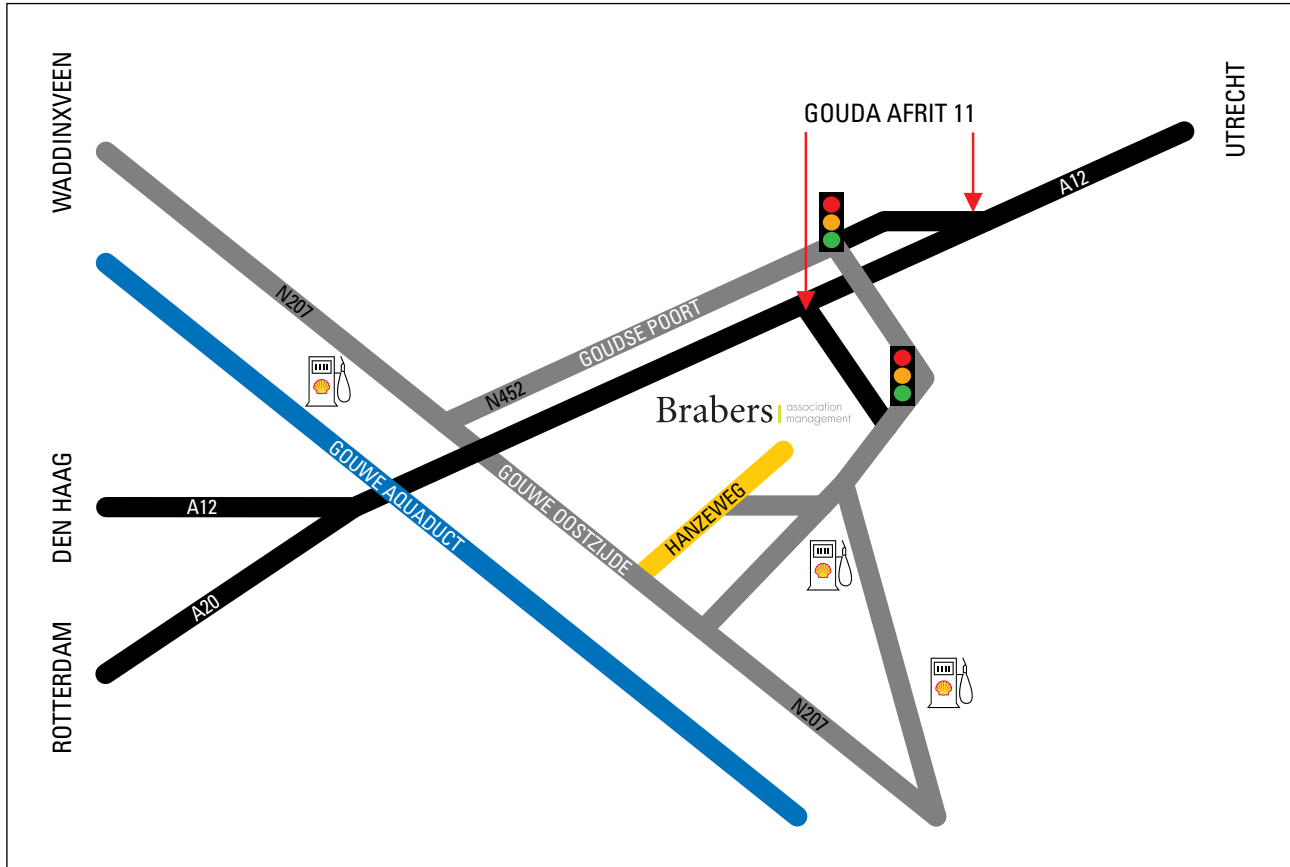 WADDINXVEEN
UTRECHT
GOUDA AFRIT 11
A12
N207
GOUDSE POORT
N452
Brabers
association
management
DEN HAAG
A12
GOUWE AQUADUCT
GOUWE OOSTZIJDE
HANZEWEG
A20
ROTTERDAM
N207